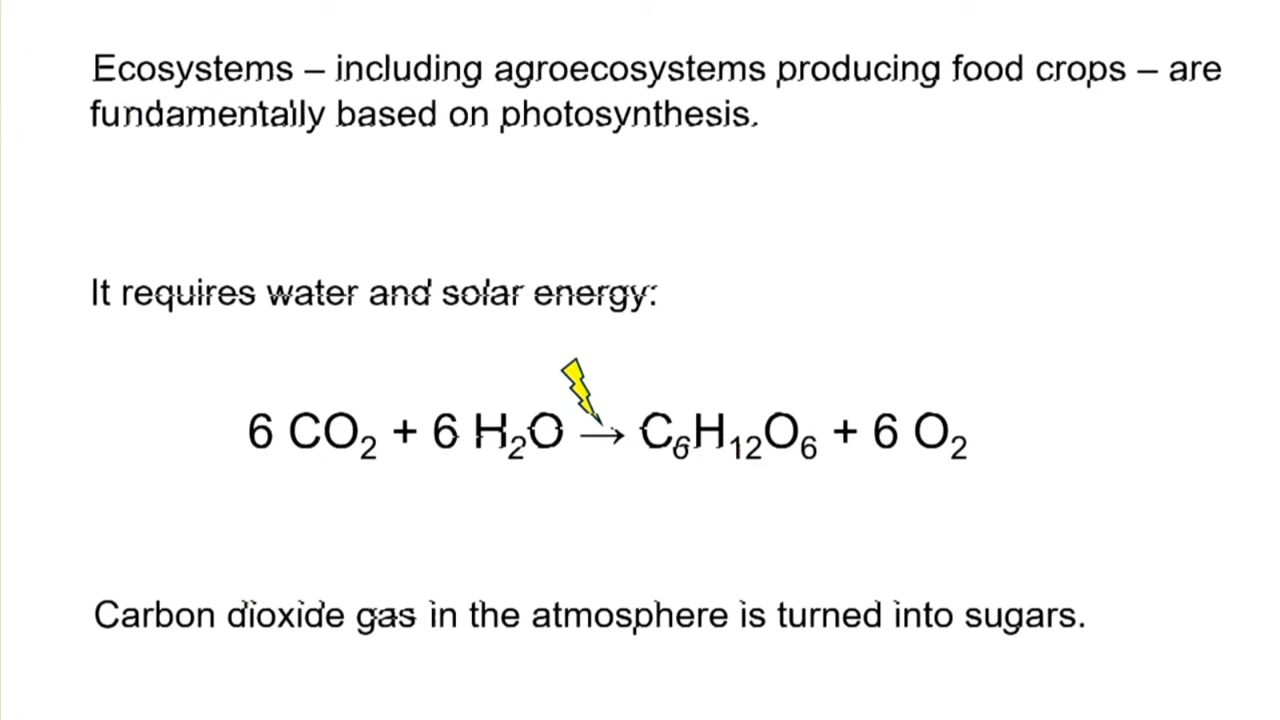 Ecosystems – including agroecosystems producing food crops – are
fundamentally based on photosynthesis.
It requires water and solar energy:
6 CO₂ + 6 H₂O → C₆H₁₂O₆ + 6 O₂
Carbon dioxide gas in the atmosphere is turned into sugars.